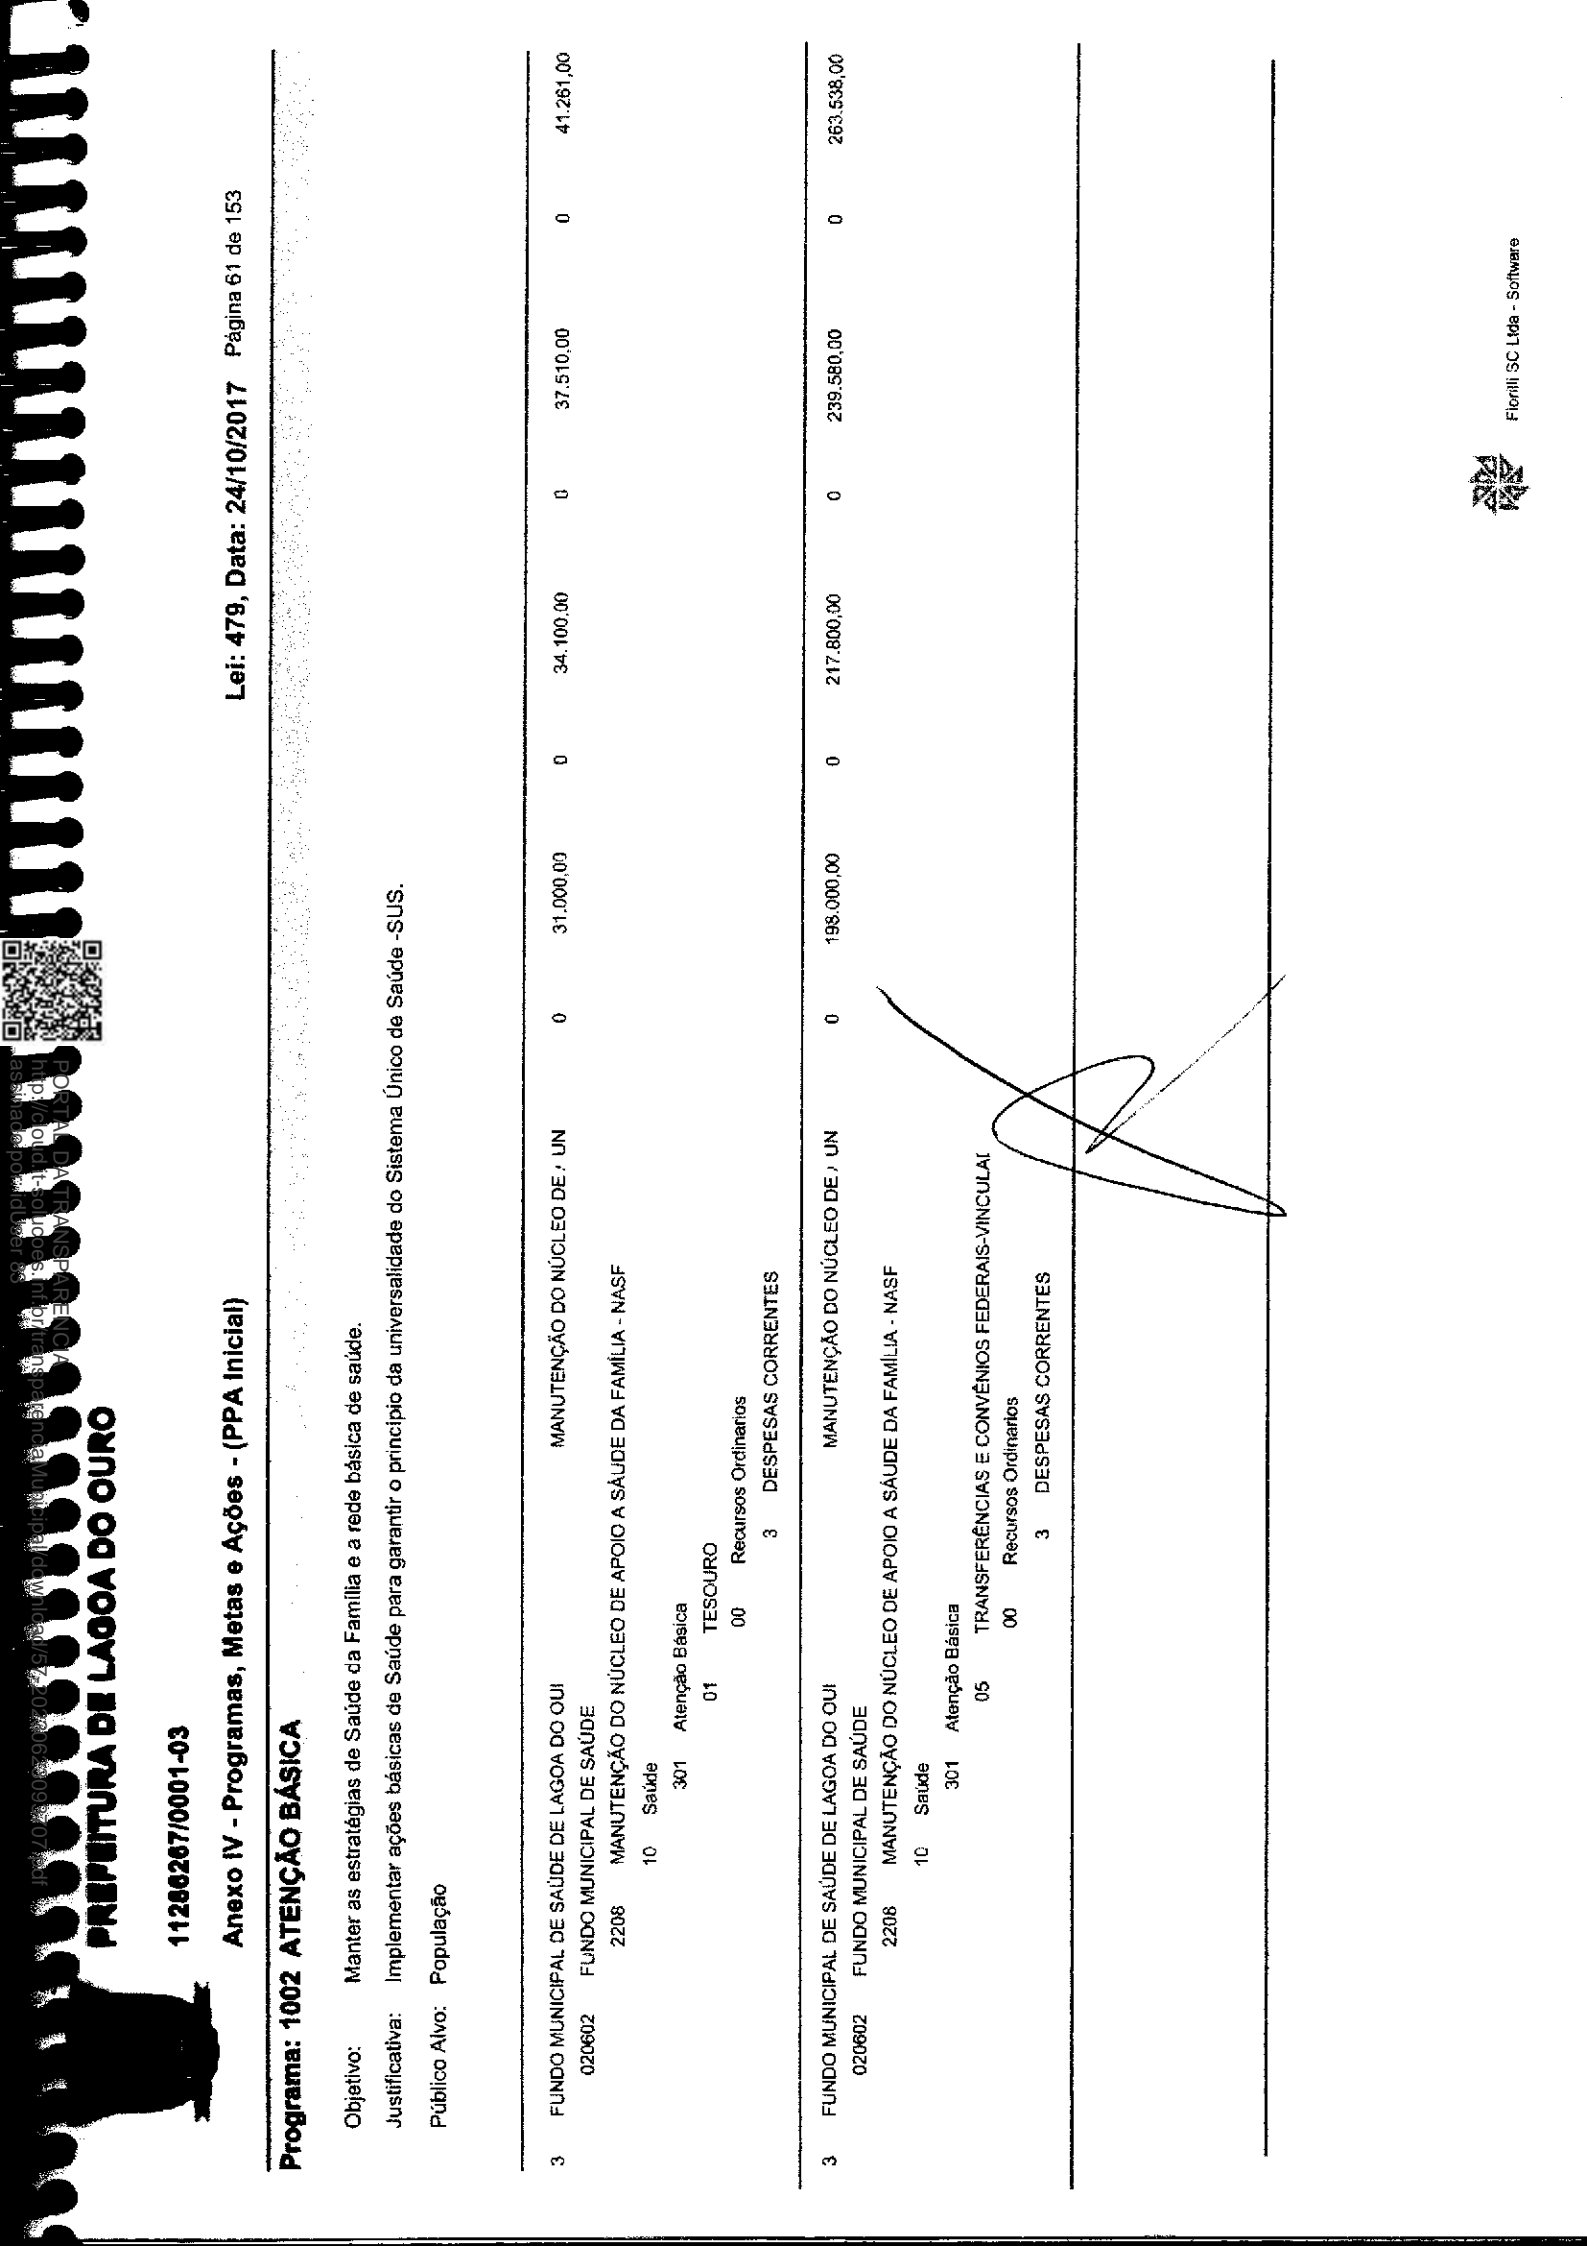 PREFEITURA DE LAGOA DO OURO
11286267/0001-03
Anexo IV - Programas, Metas e Ações - (PPA Inicial) Lei: 479, Data: 24/10/2017 Página 61 de 153
Programa: 1002 ATENÇÃO BÁSICA
Objetivo: Manter as estratégias de Saúde da Família e a rede básica de saúde.
Justificativa: Implementar ações básicas de Saúde para garantir o principio da universalidade do Sistema Único de Saúde -SUS.
Público Alvo: População
3 FUNDO MUNICIPAL DE SAÚDE DE LAGOA DO OUI MANUTENÇÃO DO NÚCLEO DE / UN 0 31.000,00 0 34.100,00 0 37.510,00 0 41.261,00
020602 FUNDO MUNICIPAL DE SAÚDE
2208 MANUTENÇÃO DO NÚCLEO DE APOIO A SÁUDE DA FAMÍLIA - NASF
10 Saúde
301 Atenção Básica
01 TESOURO
00 Recursos Ordinarios
3 DESPESAS CORRENTES
3 FUNDO MUNICIPAL DE SAÚDE DE LAGOA DO OUI MANUTENÇÃO DO NÚCLEO DE / UN 0 198.000,00 0 217.800,00 0 239.580,00 0 263.538,00
020602 FUNDO MUNICIPAL DE SAÚDE
2208 MANUTENÇÃO DO NÚCLEO DE APOIO A SÁUDE DA FAMÍLIA - NASF
10 Saúde
301 Atenção Básica
05 TRANSFERÊNCIAS E CONVÊNIOS FEDERAIS-VINCULAI
00 Recursos Ordinarios
3 DESPESAS CORRENTES
Fiorilli SC Ltda - Software
PORTAL DA TRANSPARENCIA